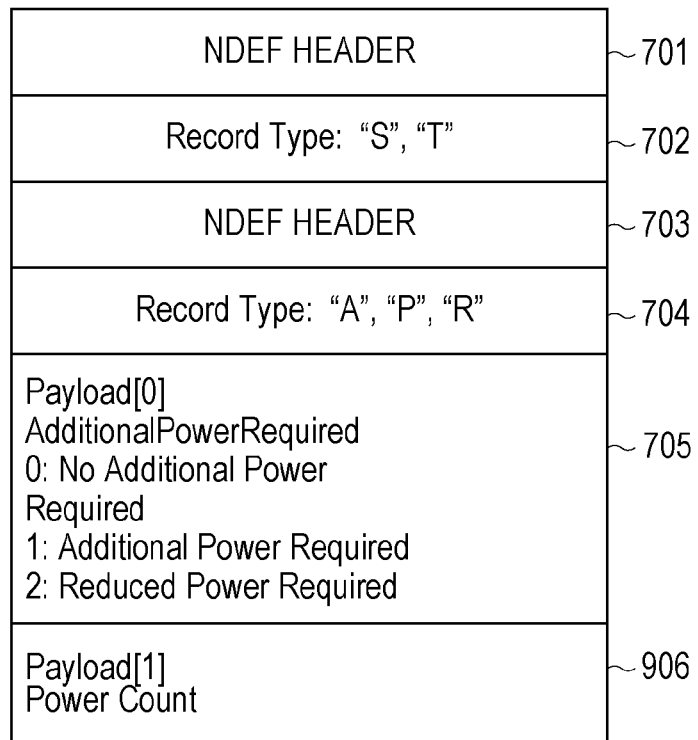 NDEF HEADER
701
Record Type: “S”, “T”
702
NDEF HEADER
703
Record Type: “A”, “P”, “R”
704
Payload[0]
AdditionalPowerRequired
705
0: No Additional Power
Required
1: Additional Power Required
2: Reduced Power Required
Payload[1]
906
Power Count